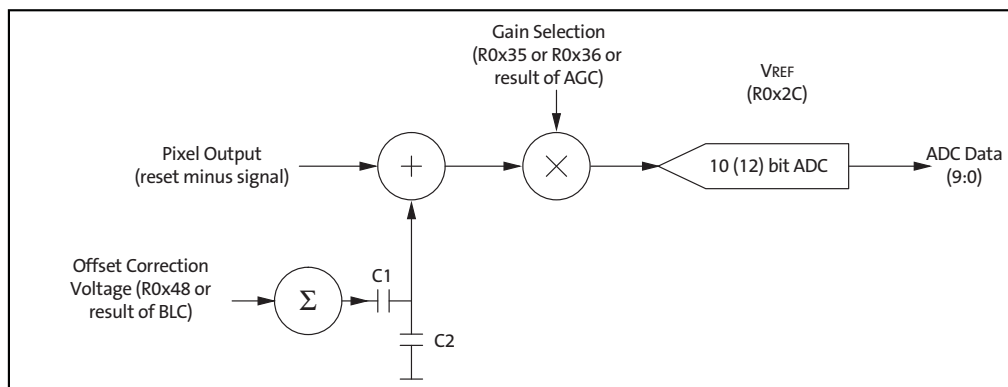 Gain Selection
(R0x35 or R0x36 or
result of AGC)
VREF
(R0x2C)
Pixel Output
(reset minus signal)
+
×
10 (12) bit ADC
ADC Data
(9:0)
Offset Correction
Voltage (R0x48 or
result of BLC)
Σ
C1
C2